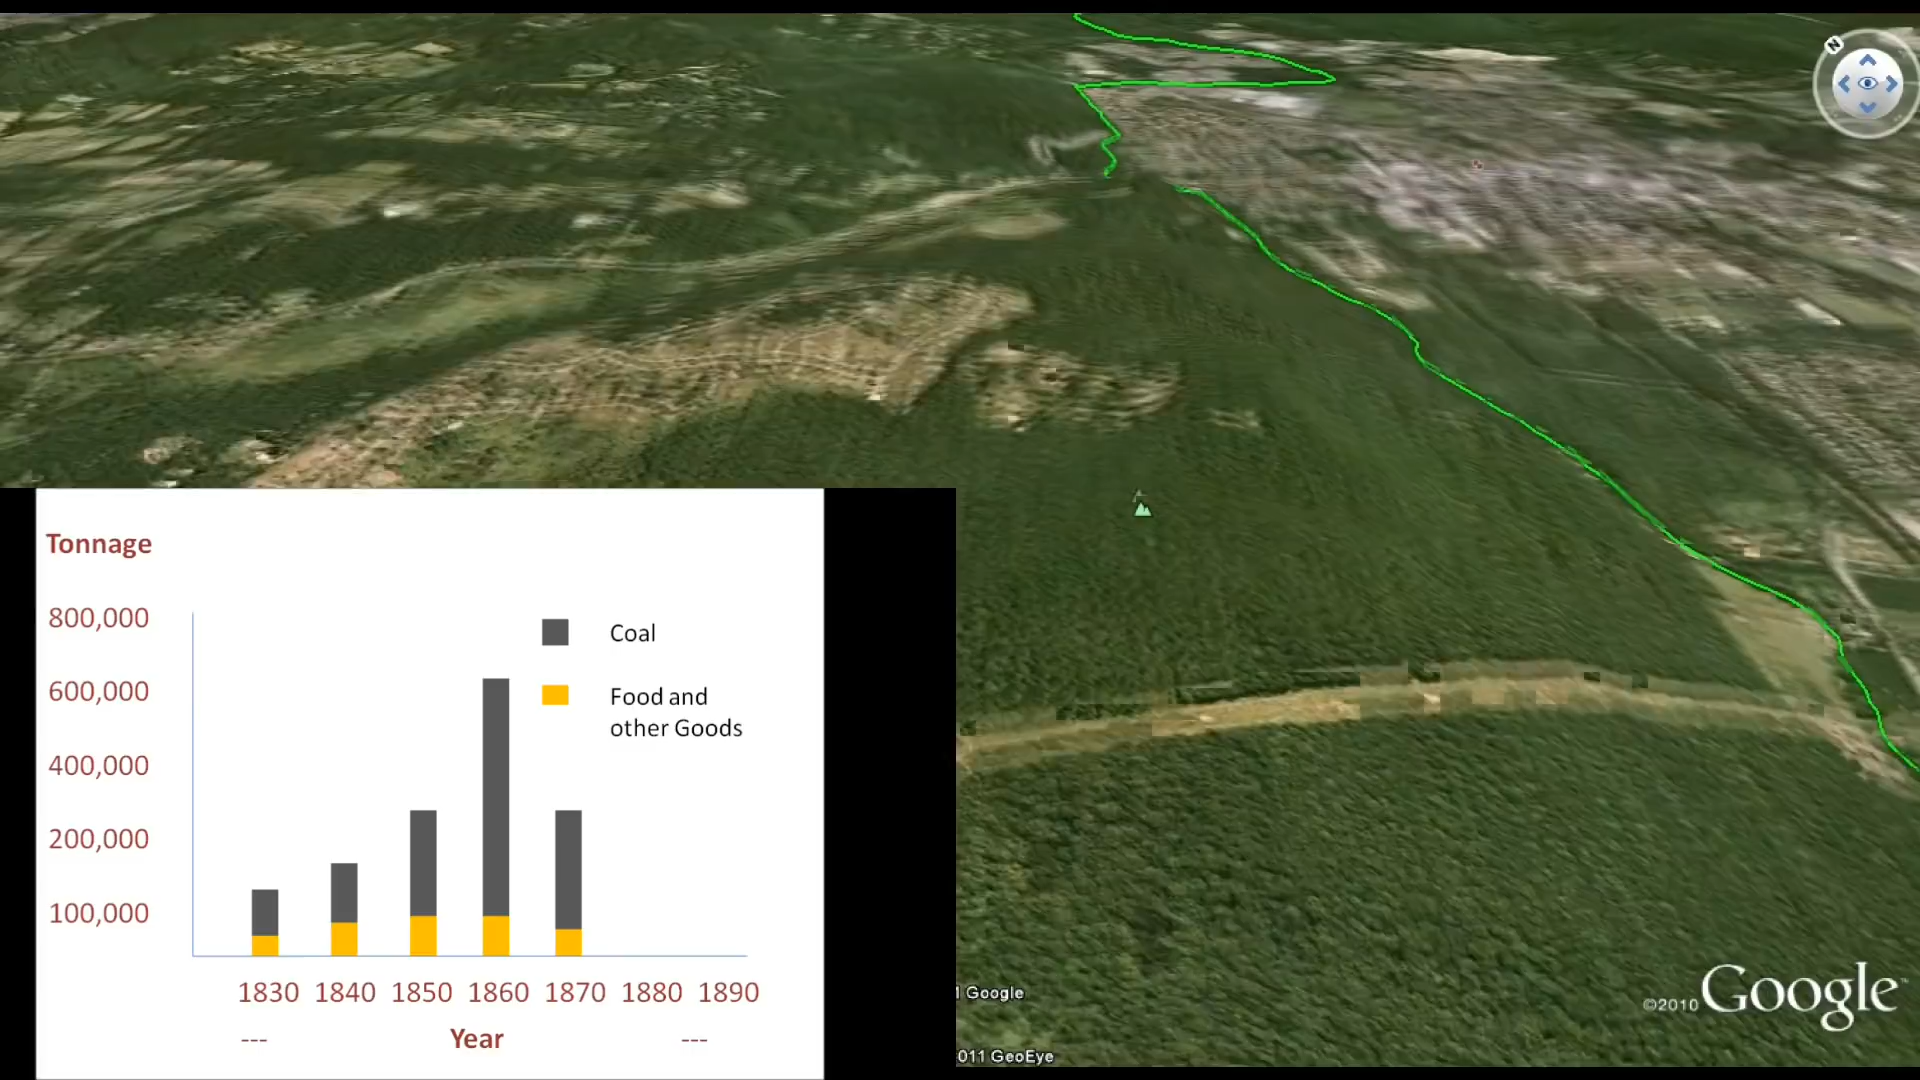 N
Tonnage
800,000
600,000
400,000
200,000
100,000
Coal
Food and
other Goods
1830 1840 1850 1860 1870 1880 1890
--- Year ---
Google
©2010 Google
011 GeoEye